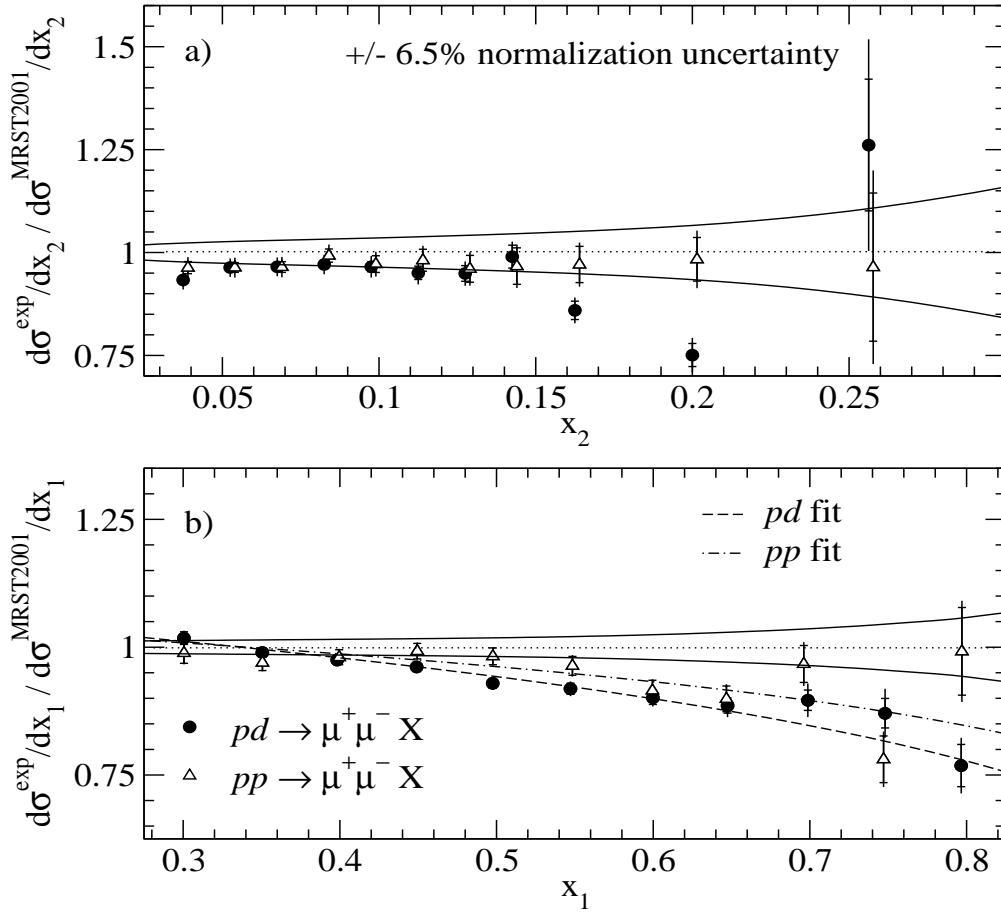 a)
+/- 6.5% normalization uncertainty
dσ^exp/dx_2 / dσ^MRST2001/dx_2
1.5
1.25
1
0.75
0.05 0.1 0.15 0.2 0.25
x_2
b)
pd fit
pp fit
dσ^exp/dx_1 / dσ^MRST2001/dx_1
1.25
1
0.75
pd → μ^+μ^- X
pp → μ^+μ^- X
0.3 0.4 0.5 0.6 0.7 0.8
x_1